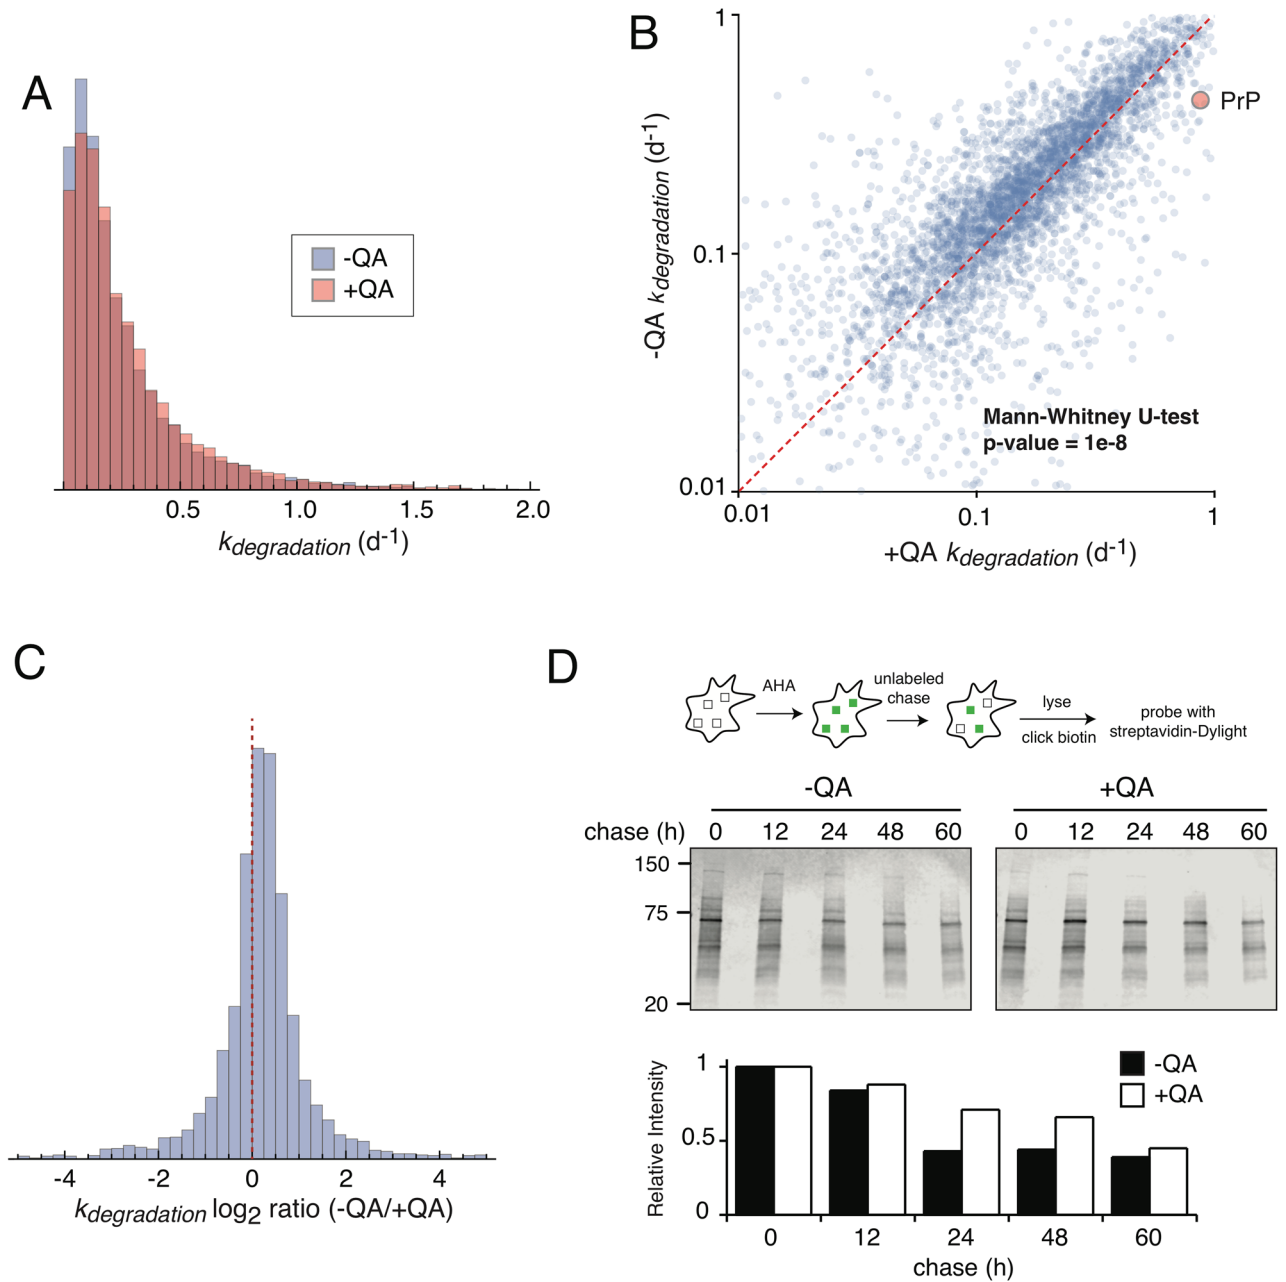 A
-QA
+QA
0.5
1.0
1.5
2.0
kdegradation (d-1)
B
1
0.1
0.01
-QA kdegradation (d-1)
PrP
Mann-Whitney U-test
p-value = 1e-8
0.01
0.1
1
+QA kdegradation (d-1)
C
-4
-2
0
2
4
kdegradation log2 ratio (-QA/+QA)
D
AHA
unlabeled
chase
lyse
click biotin
probe with
streptavidin-Dylight
-QA
+QA
chase (h) 0 12 24 48 60
0 12 24 48 60
150
75
20
Relative Intensity
1
0.5
0
-QA
+QA
0 12 24 48 60
chase (h)